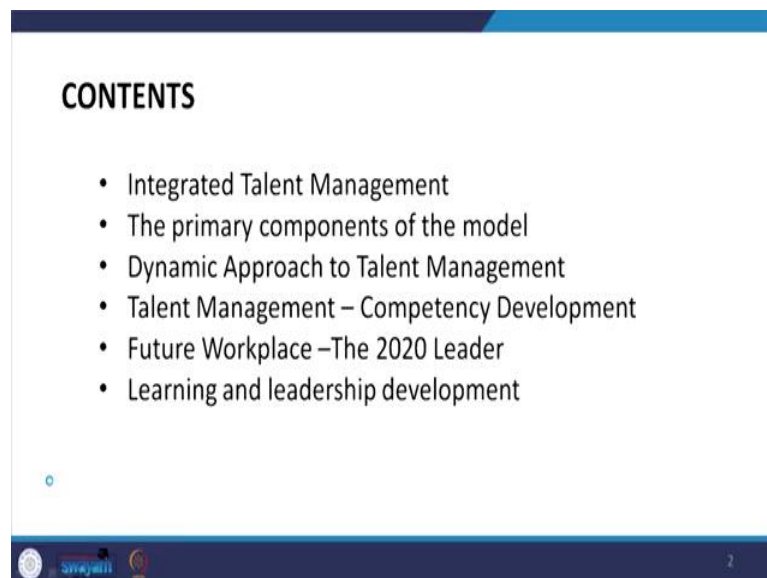 CONTENTS
• Integrated Talent Management
• The primary components of the model
• Dynamic Approach to Talent Management
• Talent Management – Competency Development
• Future Workplace –The 2020 Leader
• Learning and leadership development
swayam
2